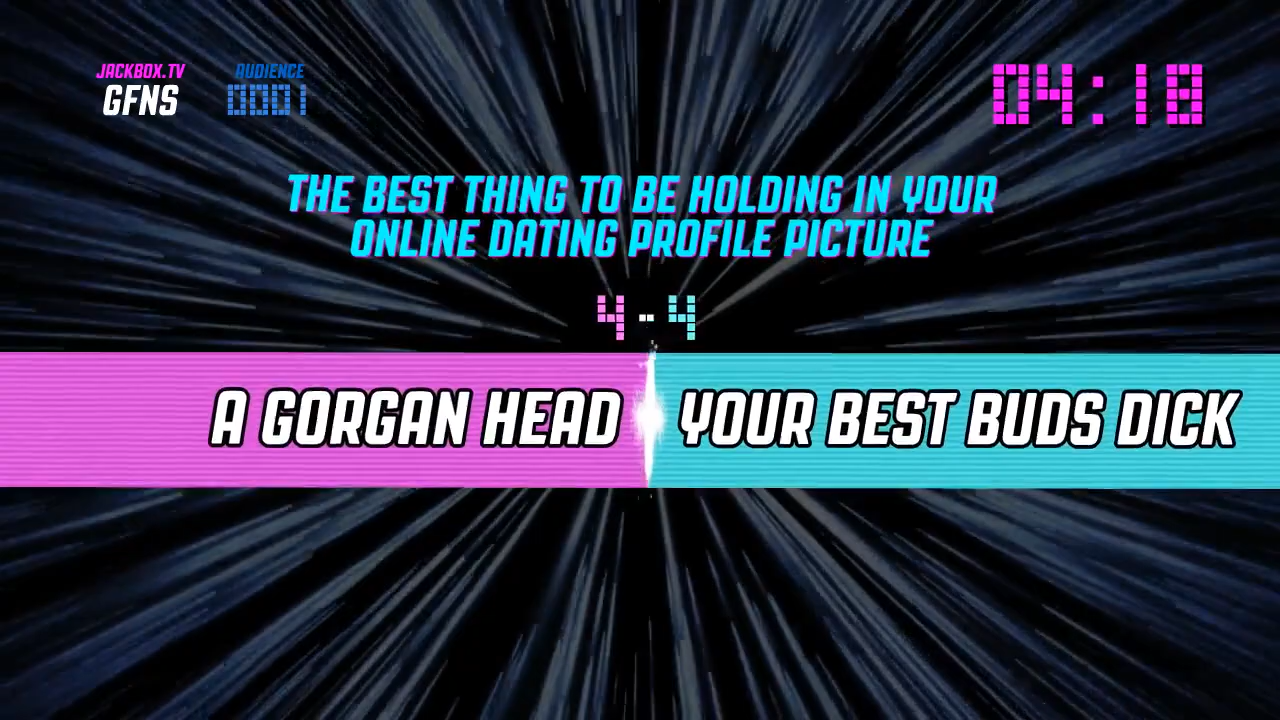 JACKBOX.TV
GFNS
AUDIENCE
0001
04:18
THE BEST THING TO BE HOLDING IN YOUR
ONLINE DATING PROFILE PICTURE
4-4
A GORGAN HEAD
YOUR BEST BUDS DICK